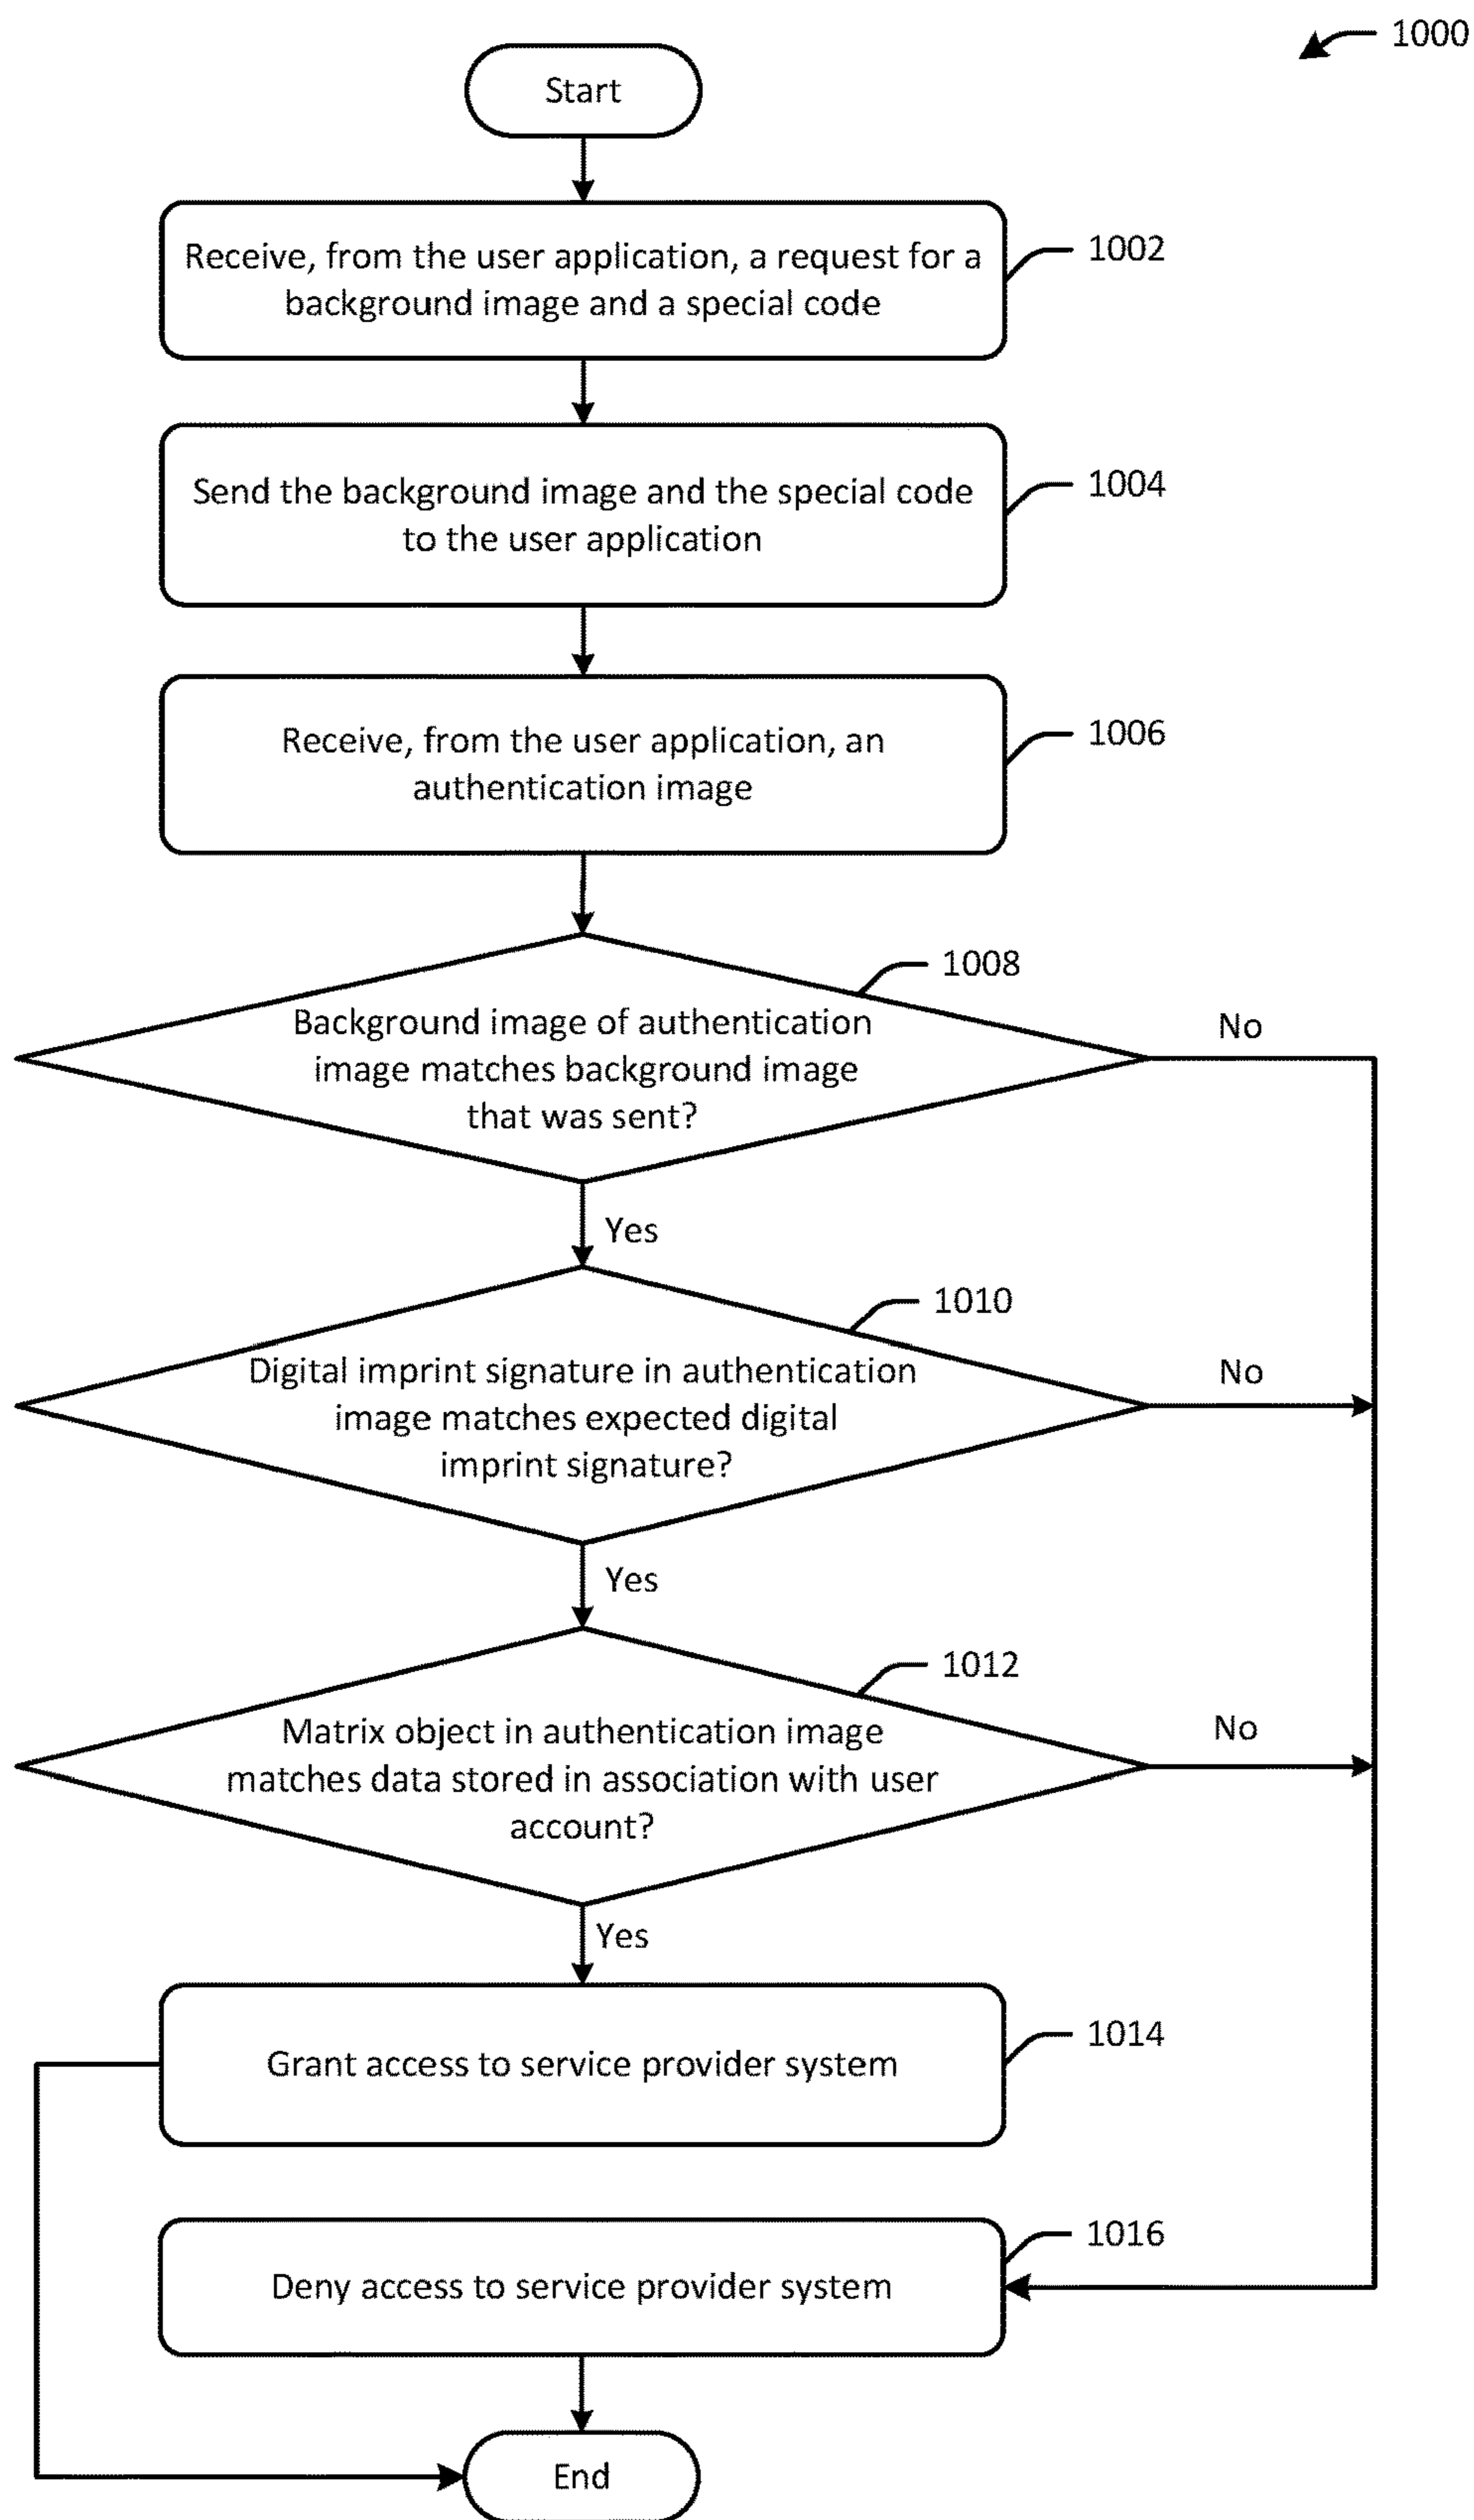 1000
Start
Receive, from the user application, a request for a
background image and a special code
1002
Send the background image and the special code
to the user application
1004
Receive, from the user application, an
authentication image
1006
1008
Background image of authentication
image matches background image
that was sent?
No
Yes
1010
Digital imprint signature in authentication
image matches expected digital
imprint signature?
No
Yes
1012
Matrix object in authentication image
matches data stored in association with user
account?
No
Yes
Grant access to service provider system
1014
Deny access to service provider system
1016
End